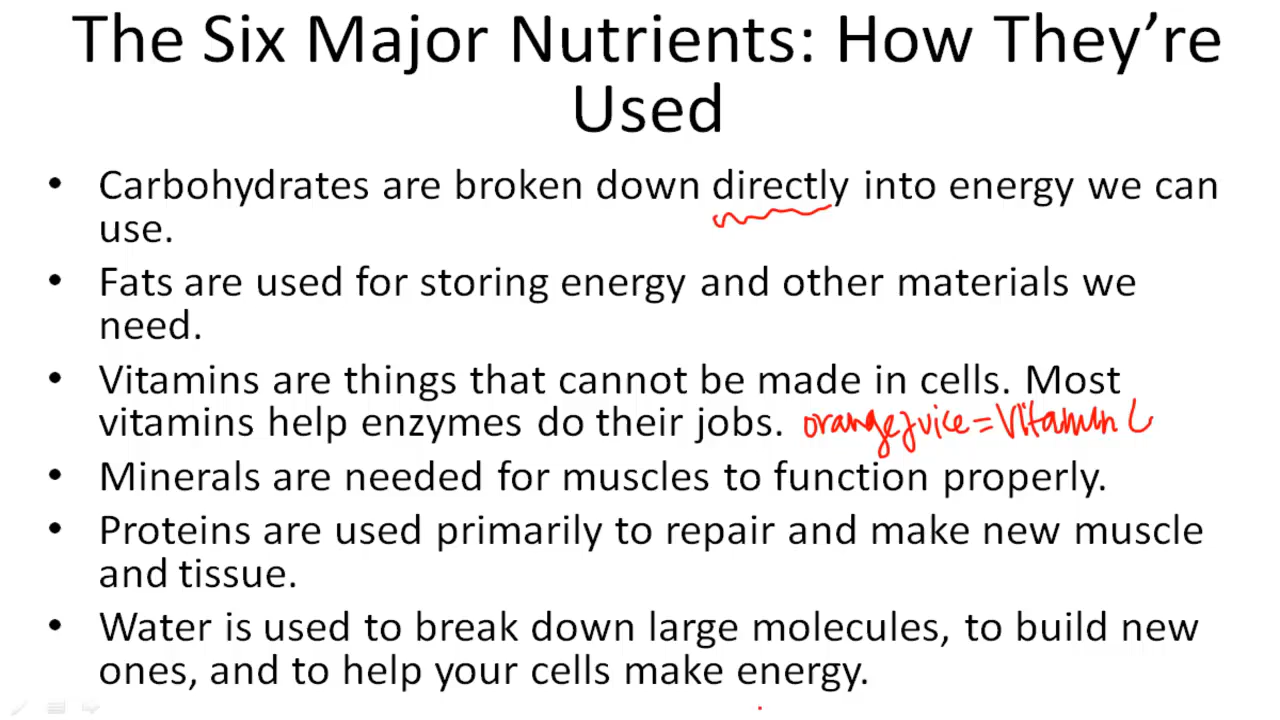 The Six Major Nutrients: How They’re
Used
• Carbohydrates are broken down directly into energy we can
use.
• Fats are used for storing energy and other materials we
need.
• Vitamins are things that cannot be made in cells. Most
vitamins help enzymes do their jobs. orange juice = Vitamin C
• Minerals are needed for muscles to function properly.
• Proteins are used primarily to repair and make new muscle
and tissue.
• Water is used to break down large molecules, to build new
ones, and to help your cells make energy.